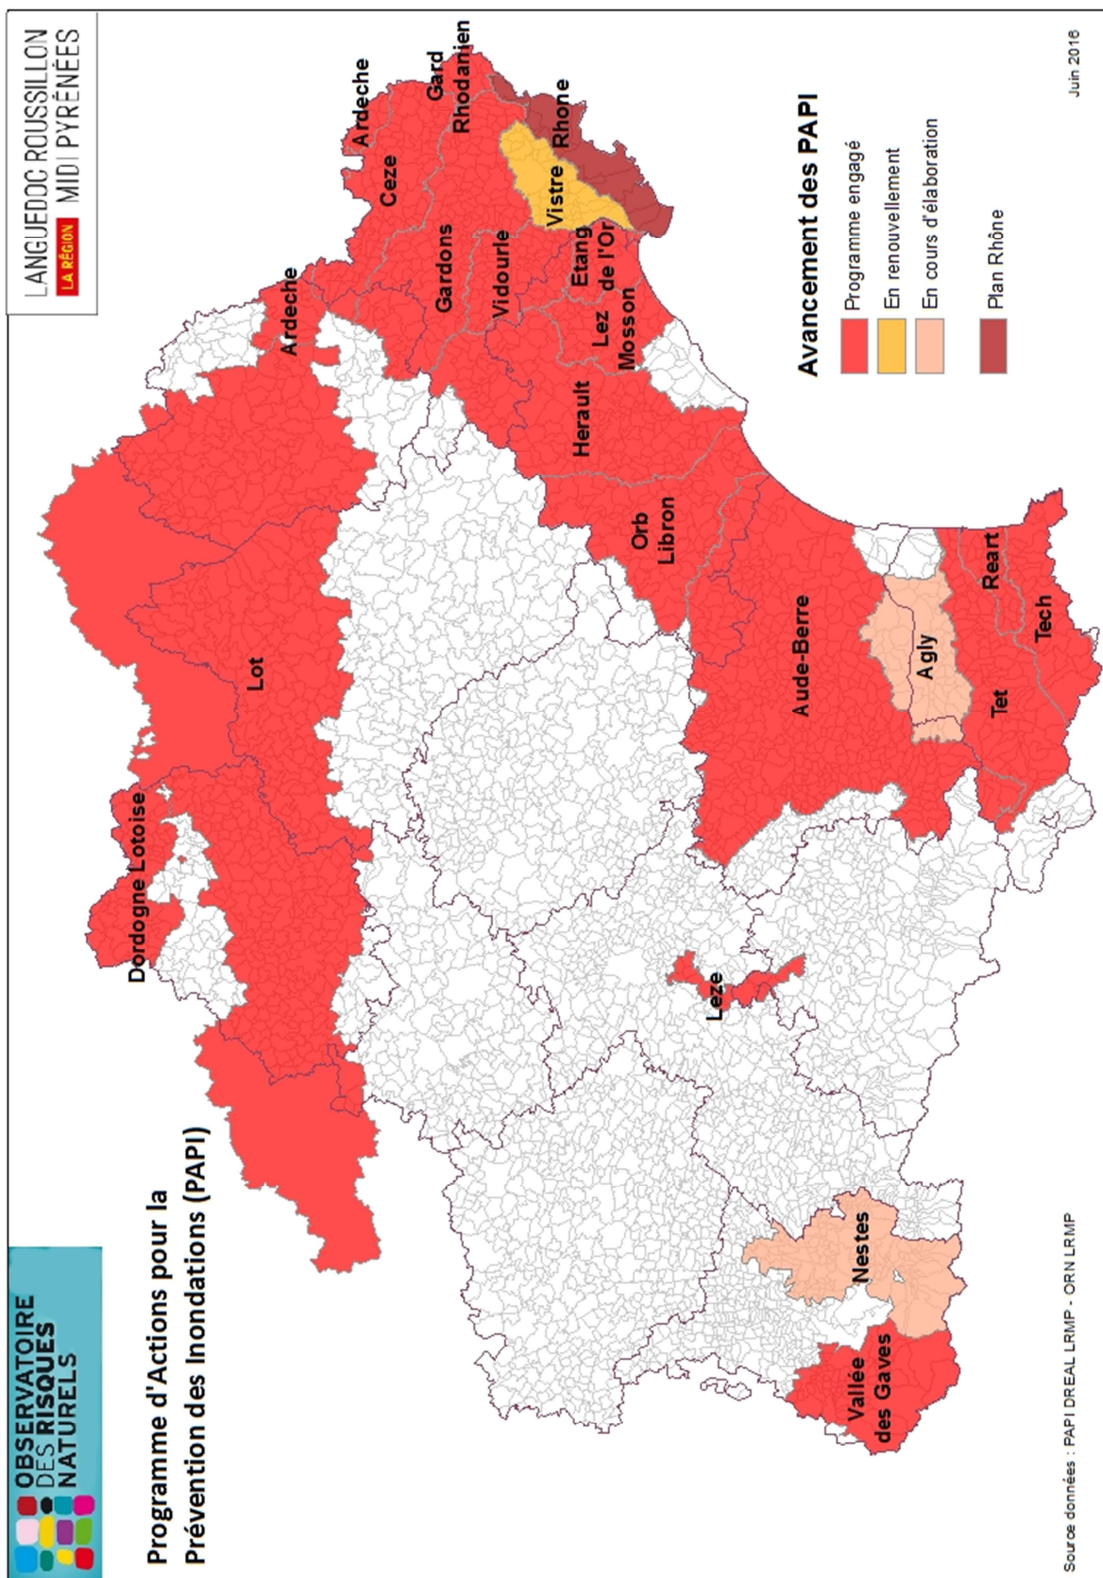 OBSERVATOIRE
DES RISQUES
NATURELS
LANGUEDOC ROUSSILLON
LA RÉGION MIDI PYRÉNÉES
Programme d'Actions pour la
Prévention des Inondations (PAPI)
Dordogne Lotoise
Lot
Ardeche
Ardeche
Ceze
Gard
Rhodanien
Gardons
Vidourle
Vistre
Rhone
Etang
de l'Or
Lez
Mosson
Herault
Orb
Libron
Aude-Berre
Agly
Tet
Reart
Tech
Leze
Nestes
Vallée
des Gaves
Avancement des PAPI
Programme engagé
En renouvellement
En cours d'élaboration
Plan Rhône
Source données : PAPI DREAL LRMP - ORN LRMP
Juin 2016